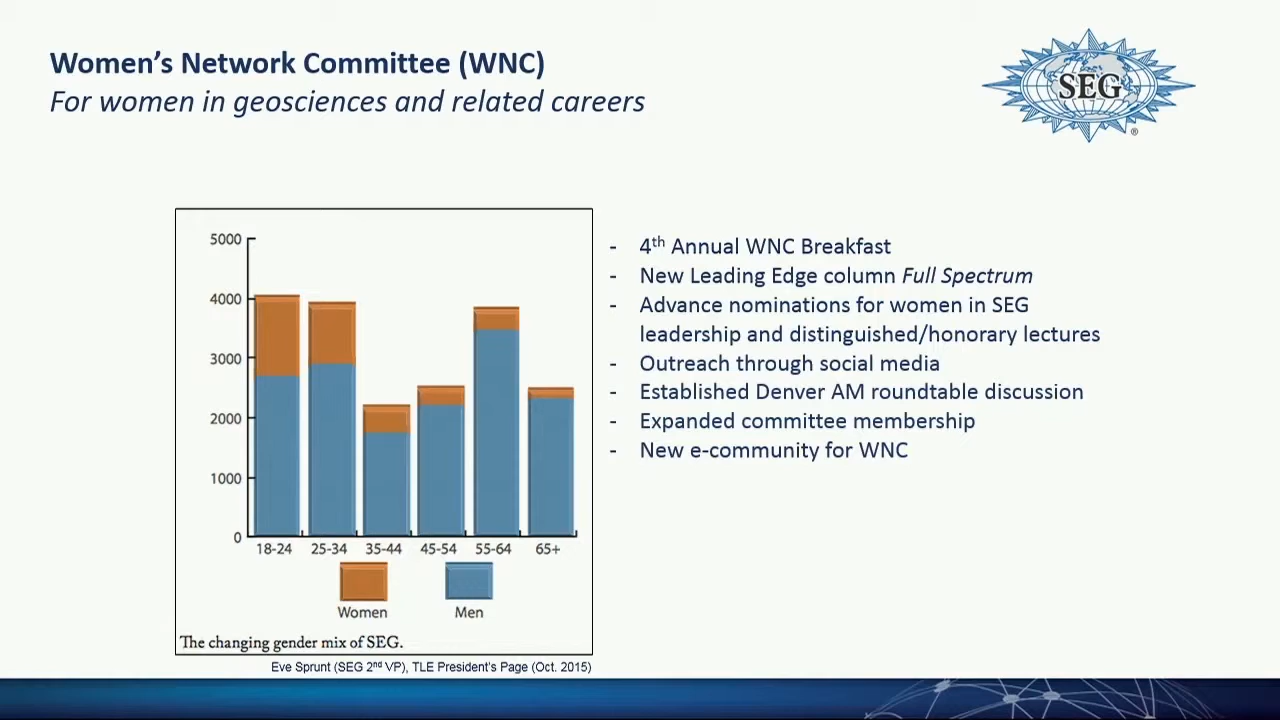 Women's Network Committee (WNC)
For women in geosciences and related careers
SEG
®
5000
4000
3000
2000
1000
0
18-24 25-34 35-44 45-54 55-64 65+
Women Men
The changing gender mix of SEG.
Eve Sprunt (SEG 2nd VP), TLE President's Page (Oct. 2015)
- 4th Annual WNC Breakfast
- New Leading Edge column Full Spectrum
- Advance nominations for women in SEG
leadership and distinguished/honorary lectures
- Outreach through social media
- Established Denver AM roundtable discussion
- Expanded committee membership
- New e-community for WNC